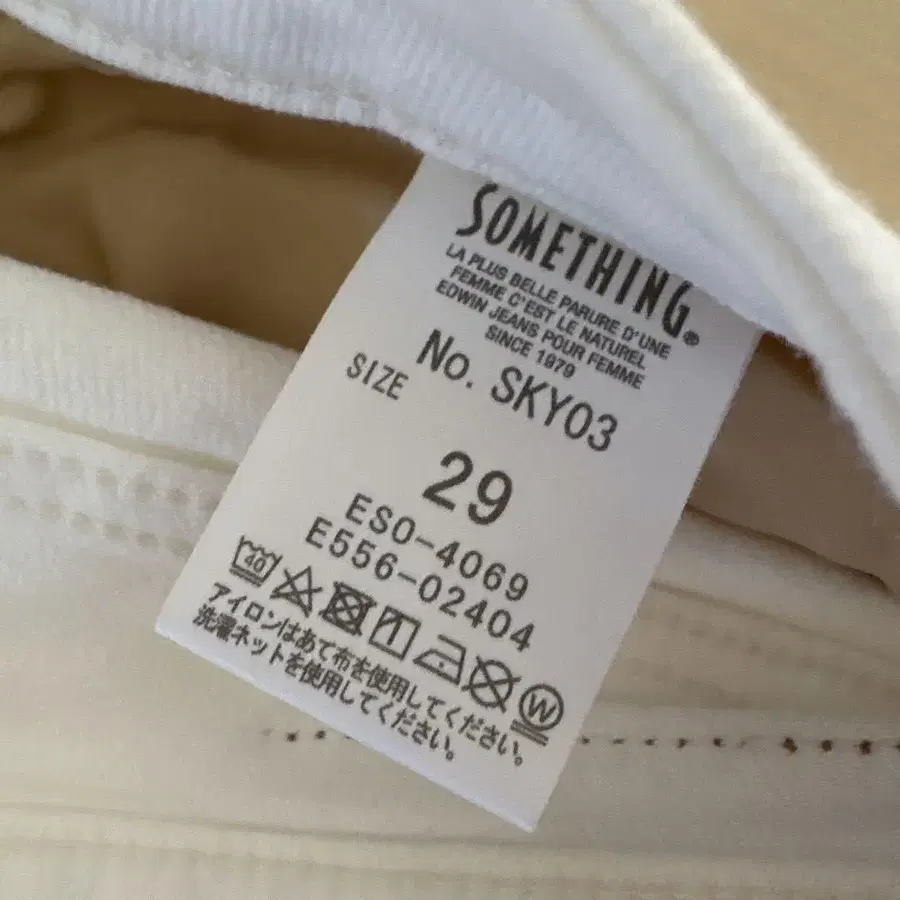 SOMETHING®
LA PLUS BELLE PARURE D'UNE
FEMME C'EST LE NATUREL
EDWIN JEANS POUR FEMME
SINCE 1979
No. SKY03
SIZE
29
ESO-4069
E556-02404
40
W
アイロンはあて布を使用してください。
洗濯ネットを使用してください。